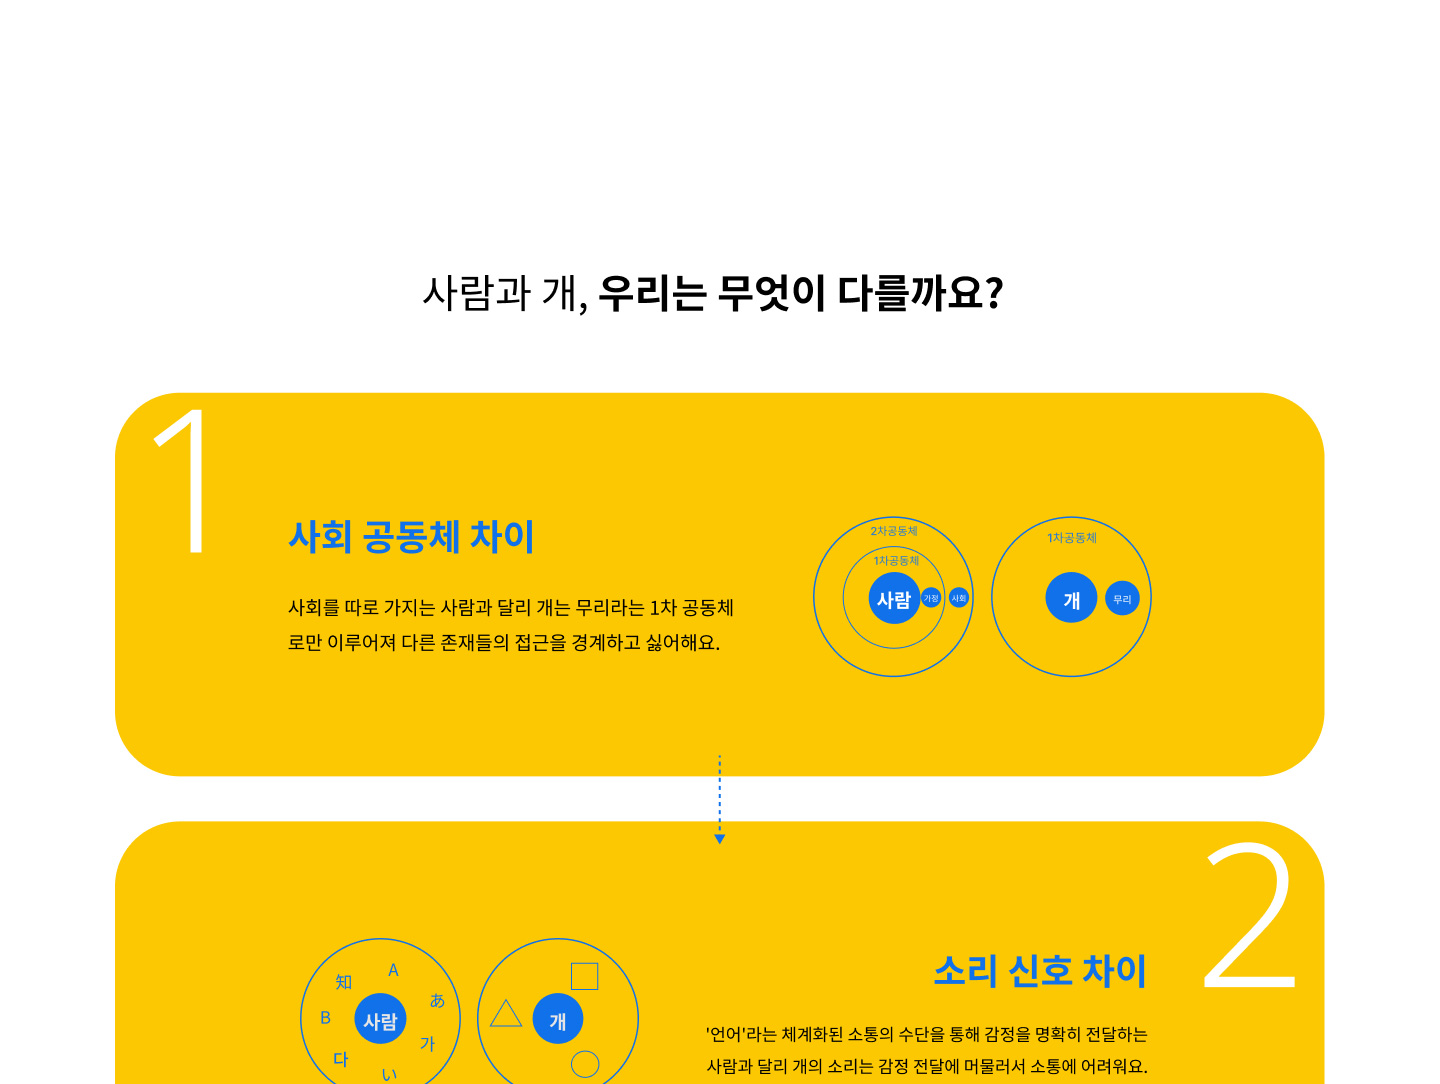 사람과 개, 우리는 무엇이 다를까요?
1
사회 공동체 차이
사회를 따로 가지는 사람과 달리 개는 무리라는 1차 공동체
로만 이루어져 다른 존재들의 접근을 경계하고 싫어해요.
2차공동체
1차공동체
사람
가정
사회
1차공동체
개
무리
2
소리 신호 차이
'언어'라는 체계화된 소통의 수단을 통해 감정을 명확히 전달하는
사람과 달리 개의 소리는 감정 전달에 머물러서 소통에 어려워요.
知
A
あ
B
사람
가
다
い
개